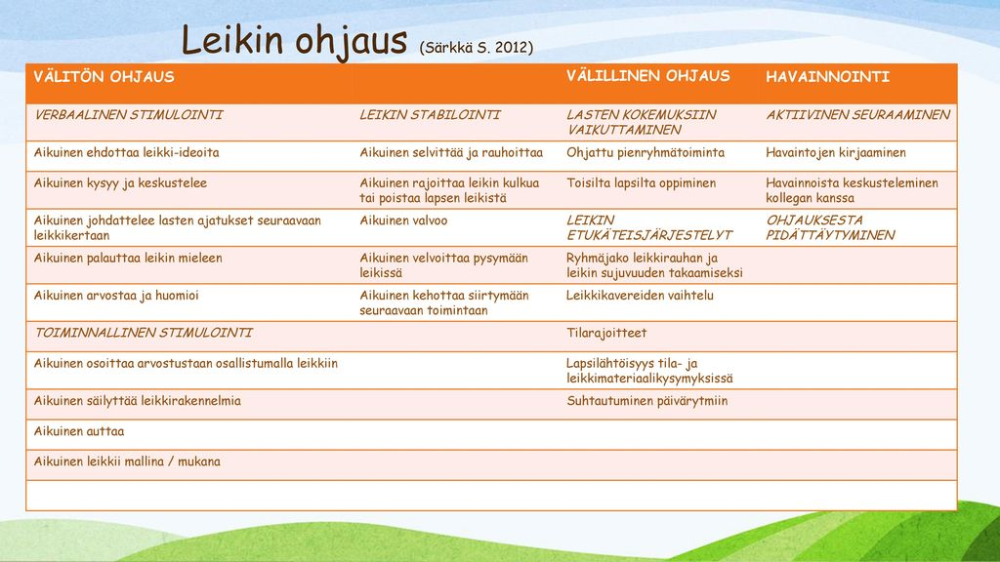 Leikin ohjaus (Särkkä S. 2012)
VÄLITÖN OHJAUS
VÄLILLINEN OHJAUS
HAVAINNOINTI
VERBAALINEN STIMULOINTI
LEIKIN STABILOINTI
LASTEN KOKEMUKSIIN
VAIKUTTAMINEN
AKTIIVINEN SEURAAMINEN
Aikuinen ehdottaa leikki-ideoita
Aikuinen selvittää ja rauhoittaa
Ohjattu pienryhmätoiminta
Havaintojen kirjaaminen
Aikuinen kysyy ja keskustelee
Aikuinen rajoittaa leikin kulkua
tai poistaa lapsen leikistä
Toisilta lapsilta oppiminen
Havainnoista keskusteleminen
kollegan kanssa
Aikuinen johdattelee lasten ajatukset seuraavaan
leikkikertaan
Aikuinen valvoo
LEIKIN
ETUKÄTEISJÄRJESTELYT
OHJAUKSESTA
PIDÄTTÄYTYMINEN
Aikuinen palauttaa leikin mieleen
Aikuinen velvoittaa pysymään
leikissä
Ryhmäjako leikkirauhan ja
leikin sujuvuuden takaamiseksi
Aikuinen arvostaa ja huomioi
Aikuinen kehottaa siirtymään
seuraavaan toimintaan
Leikkikavereiden vaihtelu
TOIMINNALLINEN STIMULOINTI
Tilarajoitteet
Aikuinen osoittaa arvostustaan osallistumalla leikkiin
Lapsilähtöisyys tila- ja
leikkimateriaalikysymyksissä
Aikuinen säilyttää leikkirakennelmia
Suhtautuminen päivärytmiin
Aikuinen auttaa
Aikuinen leikkii mallina / mukana